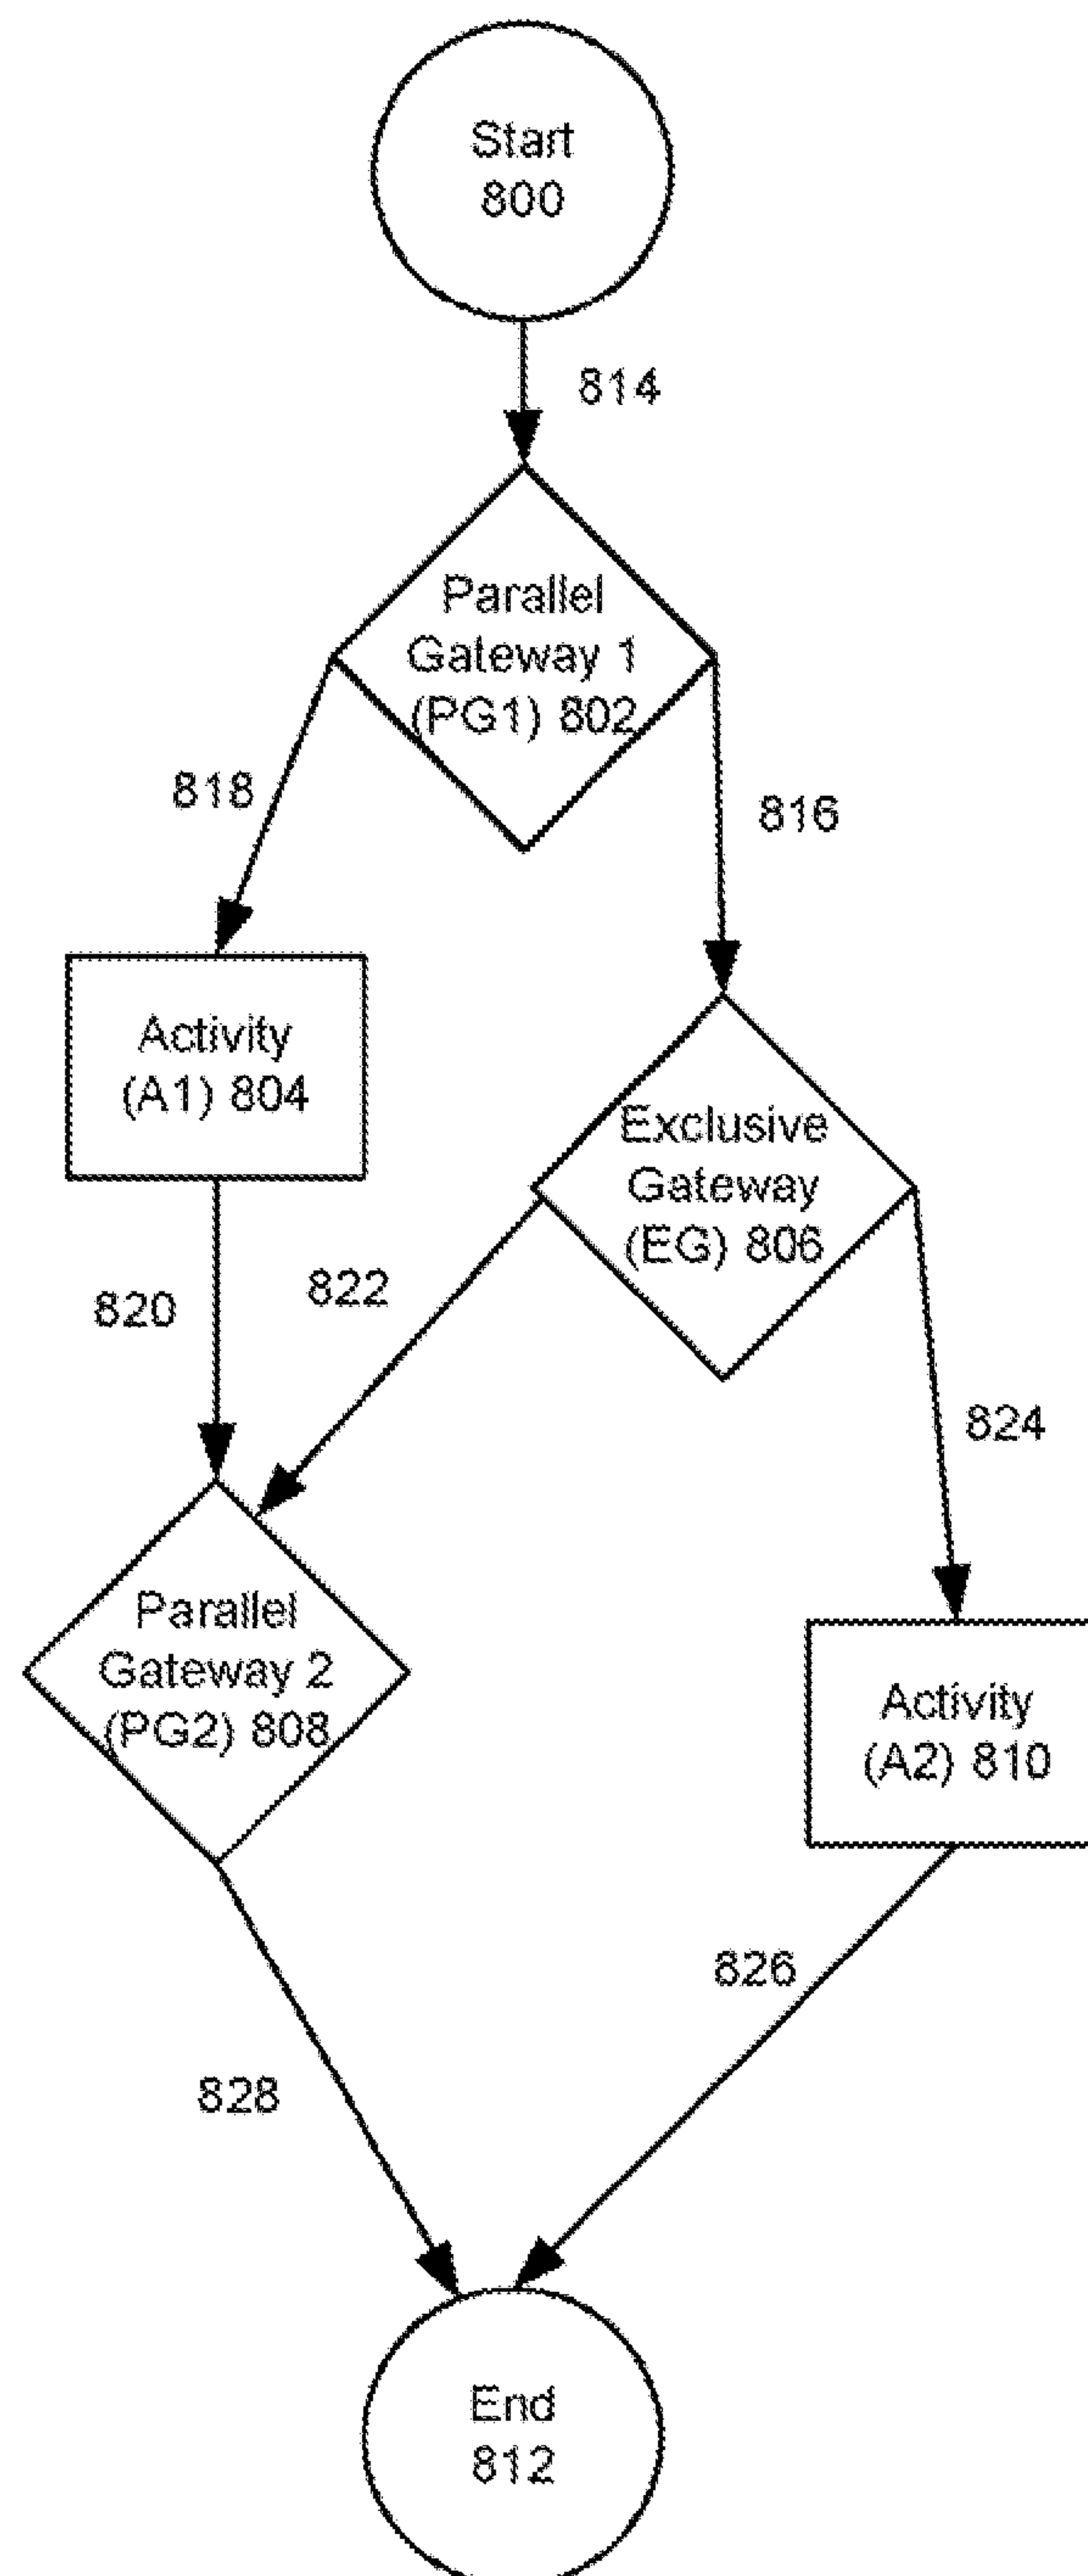 Start
800
814
Parallel
Gateway 1
(PG1) 802
818
816
Activity
(A1) 804
Exclusive
Gateway
(EG) 806
820
822
824
Parallel
Gateway 2
(PG2) 808
Activity
(A2) 810
826
828
End
812